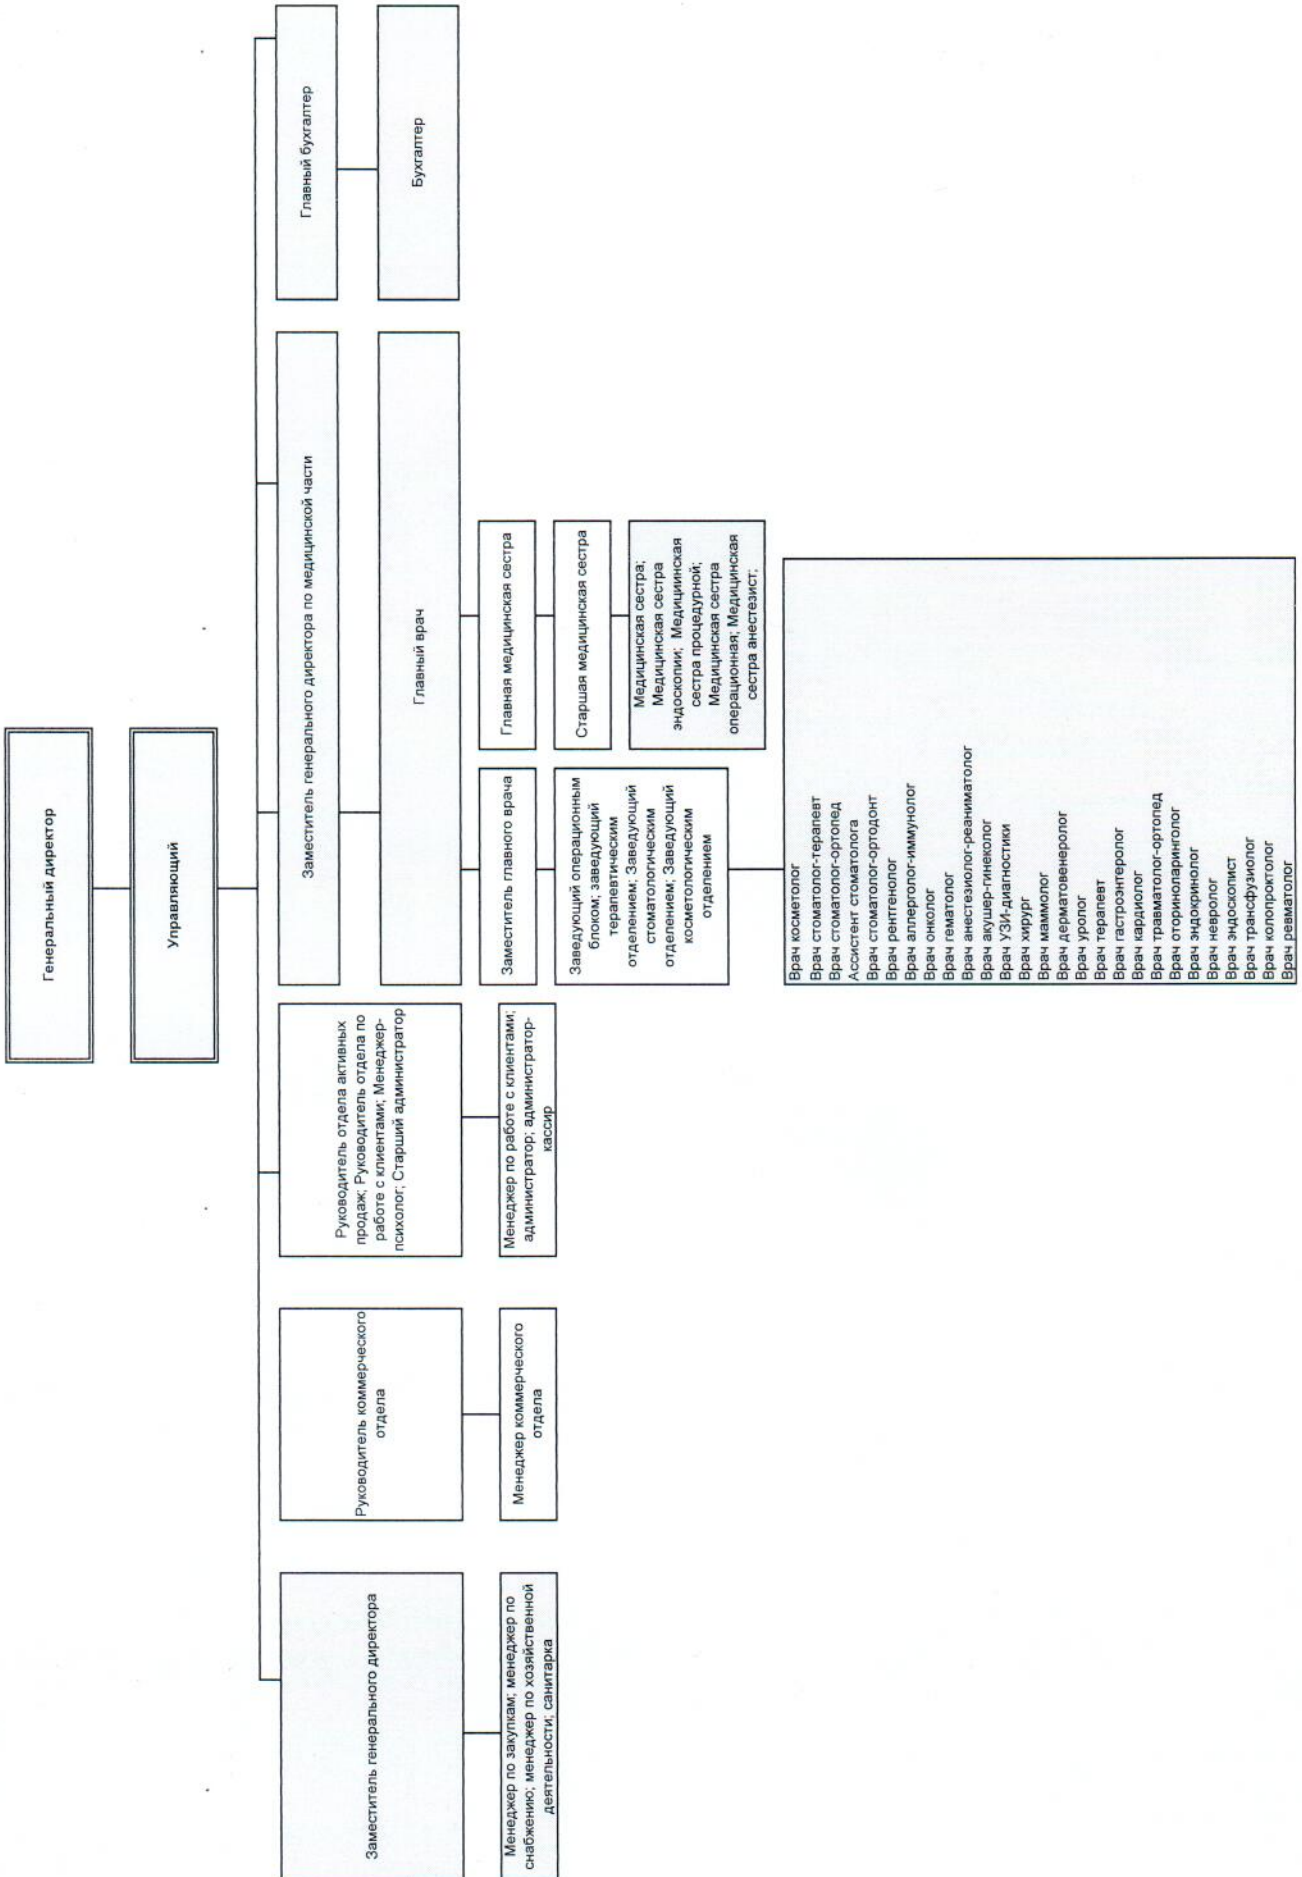 Генеральный директор
Управляющий
Заместитель генерального директора
Менеджер по закупкам; менеджер по
снабжению; менеджер по хозяйственной
деятельности; санитарка
Руководитель коммерческого
отдела
Менеджер коммерческого
отдела
Руководитель отдела активных
продаж; Руководитель отдела по
работе с клиентами; Менеджер-
психолог; Старший администратор
Менеджер по работе с клиентами;
администратор; администратор-
кассир
Заместитель генерального директора по медицинской части
Главный врач
Заместитель главного врача
Заведующий операционным
блоком; заведующий
терапевтическим
отделением; Заведующий
стоматологическим
отделением; Заведующий
косметологическим
отделением
Врач косметолог
Врач стоматолог-терапевт
Врач стоматолог-ортопед
Ассистент стоматолога
Врач стоматолог-ортодонт
Врач рентгенолог
Врач аллерголог-иммунолог
Врач онколог
Врач гематолог
Врач анестезиолог-реаниматолог
Врач акушер-гинеколог
Врач УЗИ-диагностики
Врач хирург
Врач маммолог
Врач дерматовенеролог
Врач уролог
Врач терапевт
Врач гастроэнтеролог
Врач кардиолог
Врач травматолог-ортопед
Врач оториноларинголог
Врач эндокринолог
Врач невролог
Врач эндоскопист
Врач трансфузиолог
Врач колопроктолог
Врач ревматолог
Главная медицинская сестра
Старшая медицинская сестра
Медицинская сестра;
Медицинская сестра
эндоскопии; Медициинская
сестра процедурной;
Медицинская сестра
операционная; Медицинская
сестра анестезист;
Главный бухгалтер
Бухгалтер